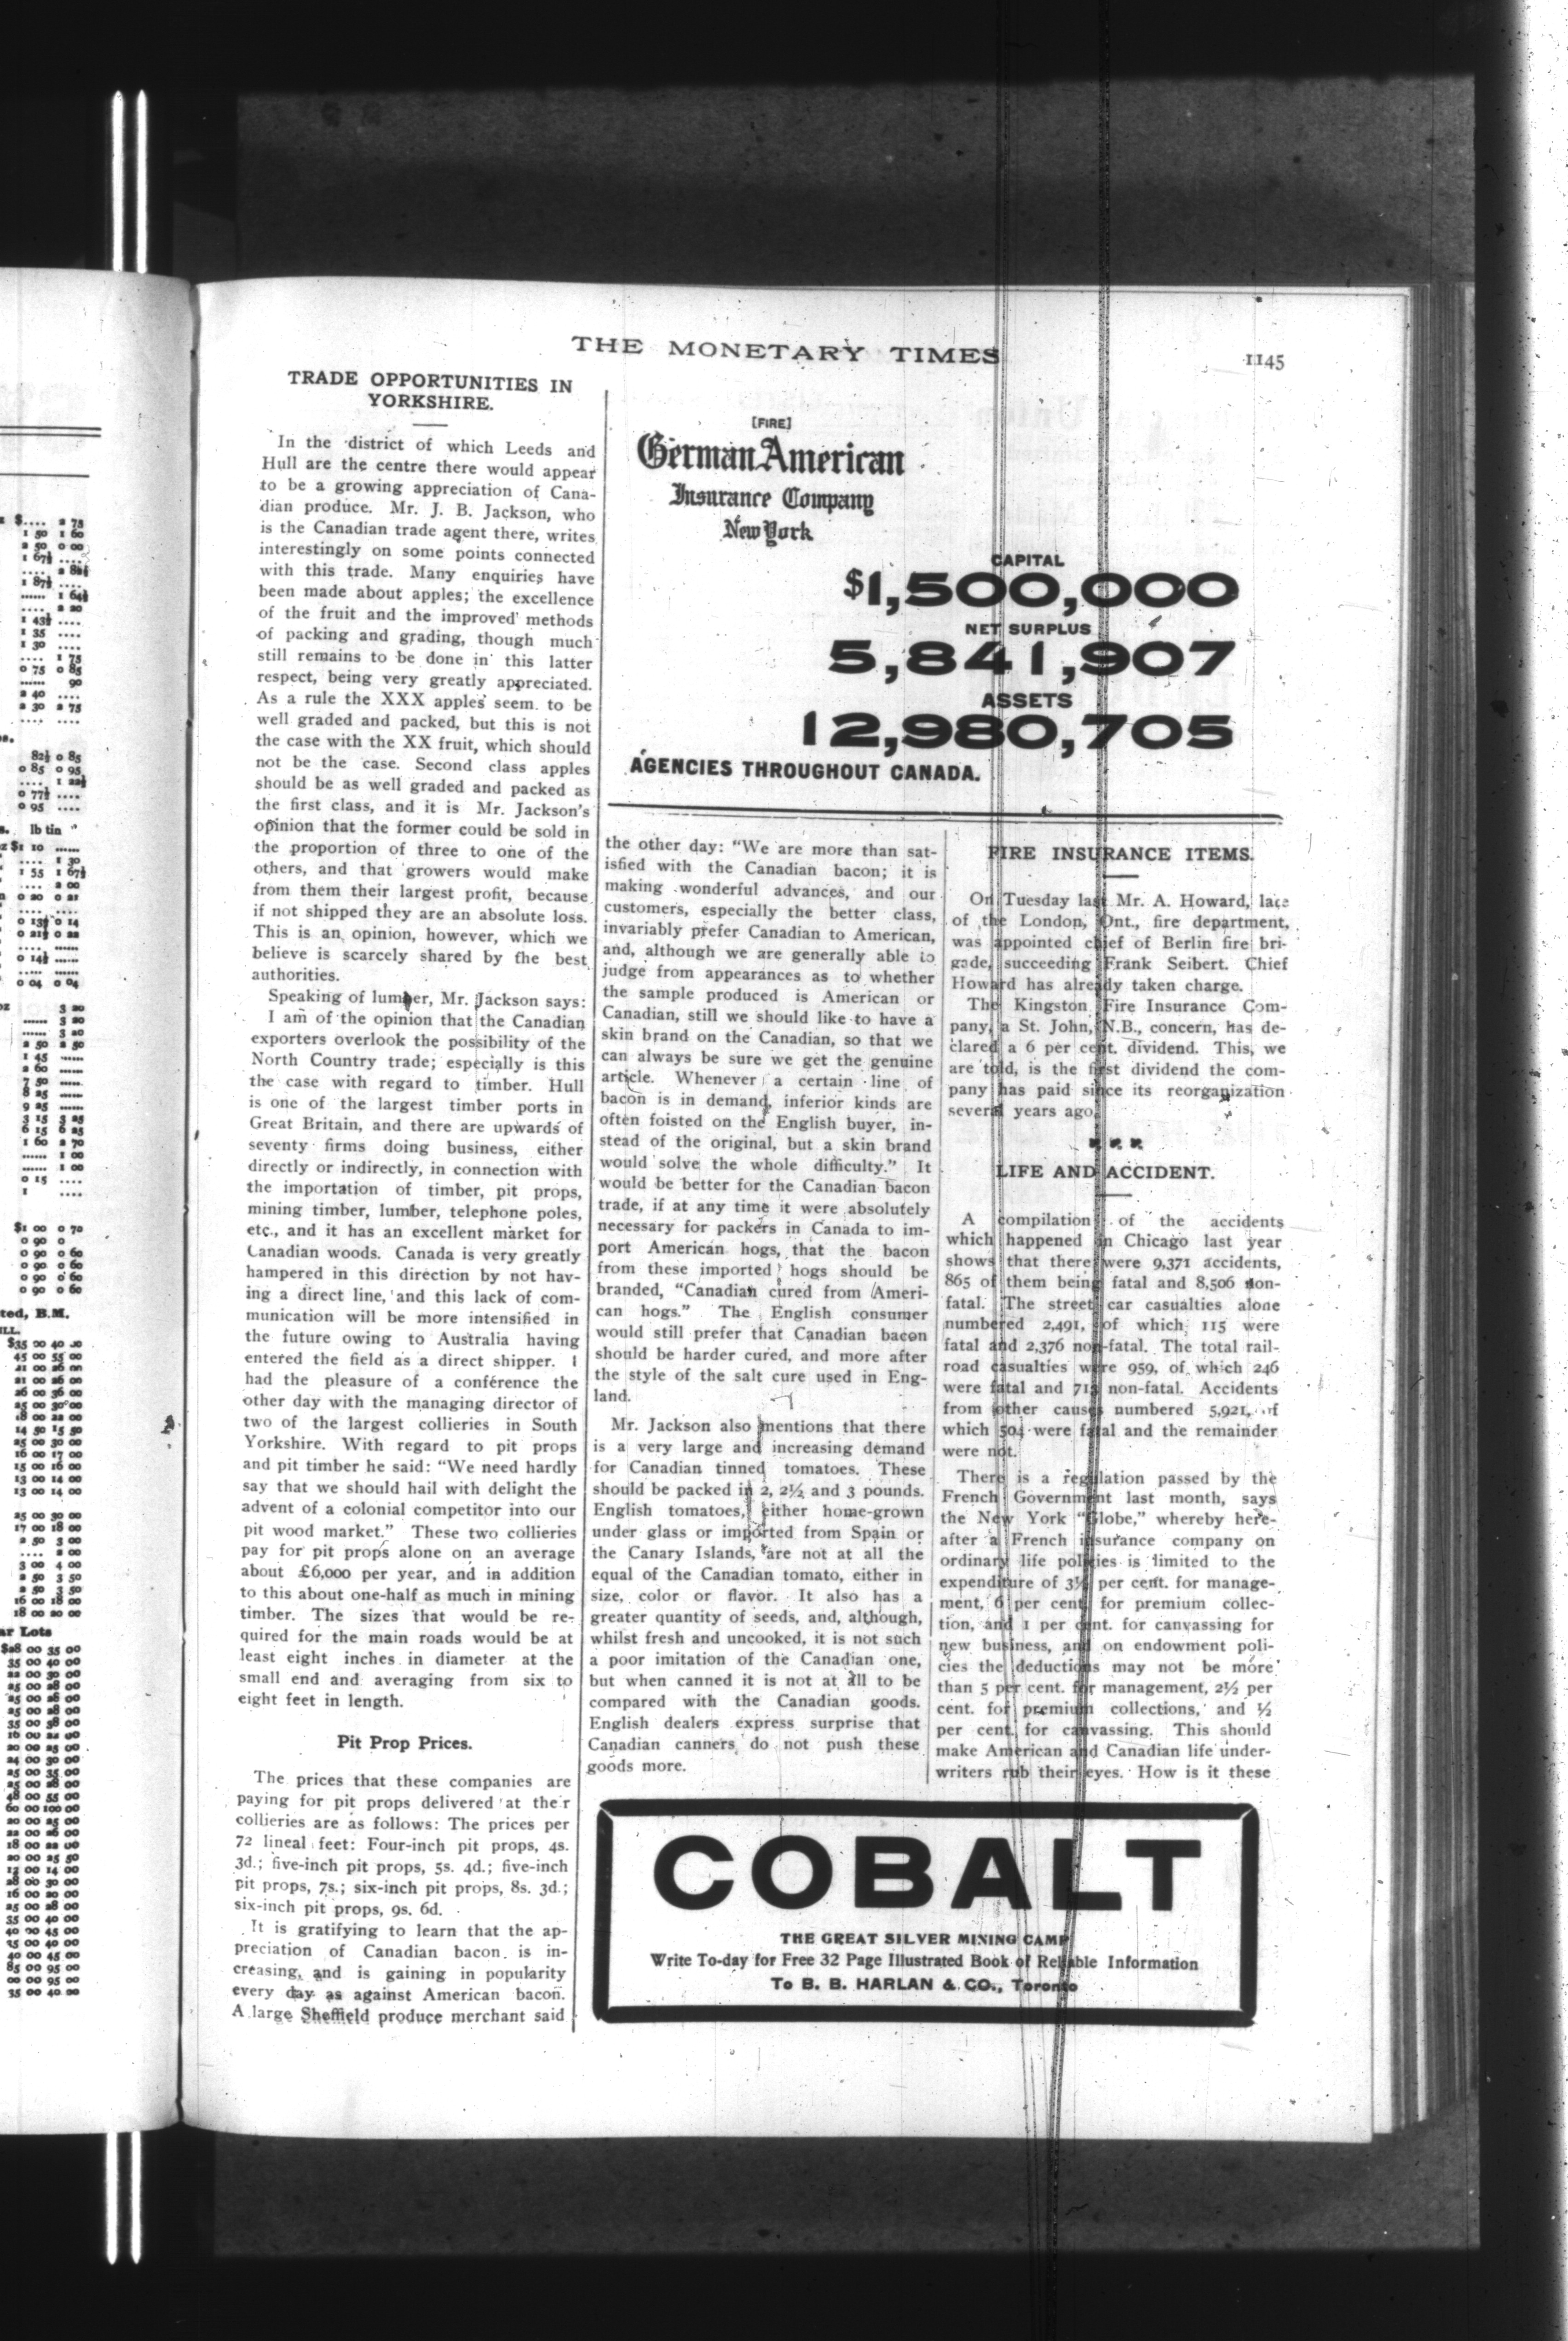 THE MONETARY TIMES
1145
TRADE OPPORTUNITIES IN
YORKSHIRE.
In the district of which Leeds and
Hull are the centre there would appear
to be a growing appreciation of Cana-
dian produce. Mr. J. B. Jackson, who
is the Canadian trade agent there, writes
interestingly on some points connected
with this trade. Many enquiries have
been made about apples; the excellence
of the fruit and the improved methods
of packing and grading, though much
still remains to be done in this latter
respect, being very greatly appreciated.
As a rule the XXX apples seem to be
well graded and packed, but this is not
the case with the XX fruit, which should
not be the case. Second class apples
should be as well graded and packed as
the first class, and it is Mr. Jackson's
opinion that the former could be sold in
the proportion of three to one of the
others, and that growers would make
from them their largest profit, because
if not shipped they are an absolute loss.
This is an opinion, however, which we
believe is scarcely shared by the best
authorities.
Speaking of lumber, Mr. Jackson says:
I am of the opinion that the Canadian
exporters overlook the possibility of the
North Country trade; especially is this
the case with regard to timber. Hull
is one of the largest timber ports in
Great Britain, and there are upwards of
seventy firms doing business, either
directly or indirectly, in connection with
the importation of timber, pit props,
mining timber, lumber, telephone poles,
etc., and it has an excellent market for
Canadian woods. Canada is very greatly
hampered in this direction by not hav-
ing a direct line, and this lack of com-
munication will be more intensified in
the future owing to Australia having
entered the field as a direct shipper. I
had the pleasure of a conférence the
other day with the managing director of
two of the largest collieries in South
Yorkshire. With regard to pit props
and pit timber he said: "We need hardly
say that we should hail with delight the
advent of a colonial competitor into our
pit wood market." These two collieries
pay for pit props alone on an average
about £6,000 per year, and in addition
to this about one-half as much in mining
timber. The sizes that would be re-
quired for the main roads would be at
least eight inches in diameter at the
small end and averaging from six to
eight feet in length.
Pit Prop Prices.
The prices that these companies are
paying for pit props delivered at the r
collieries are as follows: The prices per
72 lineal feet: Four-inch pit props, 4s.
3d.; five-inch pit props, 5s. 4d.; five-inch
pit props, 7s.; six-inch pit props, 8s. 3d.;
six-inch pit props, 9s. 6d.
It is gratifying to learn that the ap-
preciation of Canadian bacon is in-
creasing, and is gaining in popularity
every day as against American bacon.
A large Sheffield produce merchant said
[FIRE]
German American
Insurance Company
New York
CAPITAL
$1,500,000
NET SURPLUS
5,841,907
ASSETS
12,980,705
AGENCIES THROUGHOUT CANADA.
the other day: "We are more than sat-
isfied with the Canadian bacon; it is
making wonderful advances, and our
customers, especially the better class,
invariably prefer Canadian to American,
and, although we are generally able to
judge from appearances as to whether
the sample produced is American or
Canadian, still we should like to have a
skin brand on the Canadian, so that we
can always be sure we get the genuine
article. Whenever a certain line of
bacon is in demand, inferior kinds are
often foisted on the English buyer, in-
stead of the original, but a skin brand
would solve the whole difficulty." It
would be better for the Canadian bacon
trade, if at any time it were absolutely
necessary for packers in Canada to im-
port American hogs, that the bacon
from these imported hogs should be
branded, "Canadian cured from Ameri-
can hogs." The English consumer
would still prefer that Canadian bacon
should be harder cured, and more after
the style of the salt cure used in Eng-
land.
Mr. Jackson also mentions that there
is a very large and increasing demand
for Canadian tinned tomatoes. These
should be packed in 2, 2½ and 3 pounds.
English tomatoes, either home-grown
under glass or imported from Spain or
the Canary Islands, are not at all the
equal of the Canadian tomato, either in
size, color or flavor. It also has a
greater quantity of seeds, and, although,
whilst fresh and uncooked, it is not such
a poor imitation of the Canadian one,
but when canned it is not at all to be
compared with the Canadian goods.
English dealers express surprise that
Canadian canners do not push these
goods more.
FIRE INSURANCE ITEMS.
On Tuesday last Mr. A. Howard, late
of the London, Ont., fire department,
was appointed chief of Berlin fire bri-
gade, succeeding Frank Seibert. Chief
Howard has already taken charge.
The Kingston Fire Insurance Com-
pany, a St. John, N.B., concern, has de-
clared a 6 per cent. dividend. This, we
are told, is the first dividend the com-
pany has paid since its reorganization
several years ago.
LIFE AND ACCIDENT.
A compilation of the accidents
which happened in Chicago last year
shows that there were 9,371 accidents,
865 of them being fatal and 8,506 non-
fatal. The street car casualties alone
numbered 2,491, of which 115 were
fatal and 2,376 non-fatal. The total rail-
road casualties were 959, of which 246
were fatal and 713 non-fatal. Accidents
from other causes numbered 5,921, of
which 504 were fatal and the remainder
were not.
There is a regulation passed by the
French Government last month, says
the New York "Globe," whereby here-
after a French insurance company on
ordinary life policies is limited to the
expenditure of 3½ per cent. for manage-
ment, 6 per cent. for premium collec-
tion, and 1 per cent. for canvassing for
new business, and on endowment poli-
cies the deductions may not be more
than 5 per cent. for management, 2½ per
cent. for premium collections, and ½
per cent. for canvassing. This should
make American and Canadian life under-
writers rub their eyes. How is it these
COBALT
THE GREAT SILVER MINING CAMP
Write To-day for Free 32 Page Illustrated Book of Reliable Information
To B. B. HARLAN & CO., Toronto